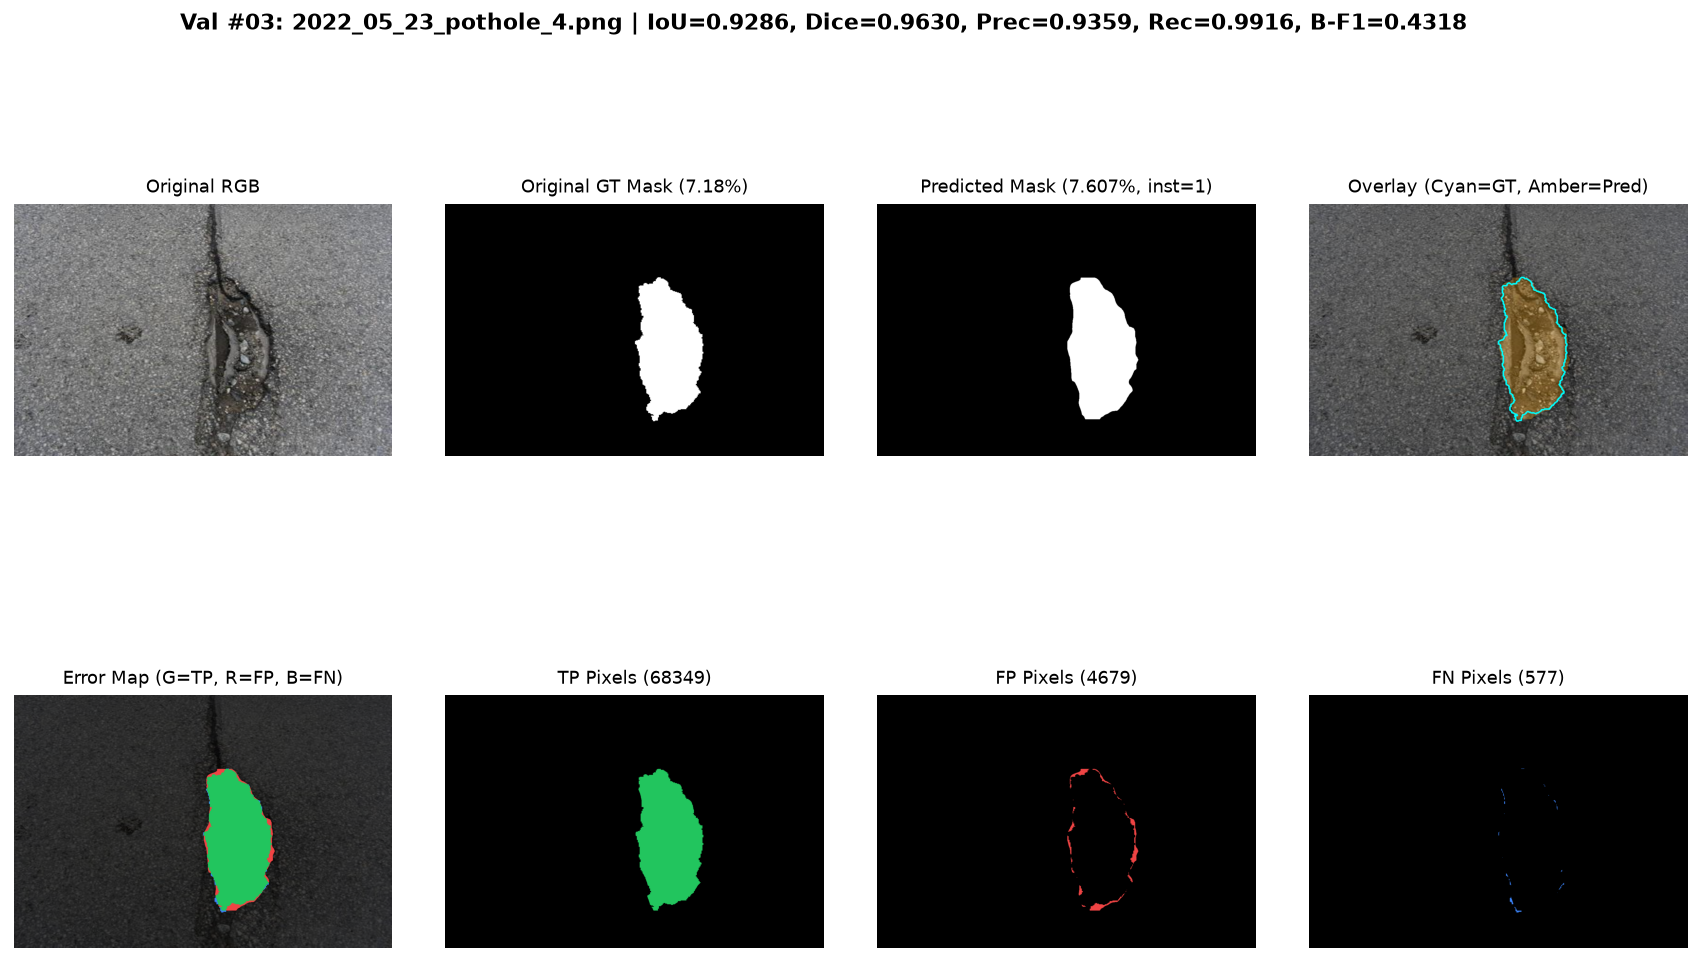 Val #03: 2022_05_23_pothole_4.png | IoU=0.9286, Dice=0.9630, Prec=0.9359, Rec=0.9916, B-F1=0.4318
Original RGB
Original GT Mask (7.18%)
Predicted Mask (7.607%, inst=1)
Overlay (Cyan=GT, Amber=Pred)
Error Map (G=TP, R=FP, B=FN)
TP Pixels (68349)
FP Pixels (4679)
FN Pixels (577)